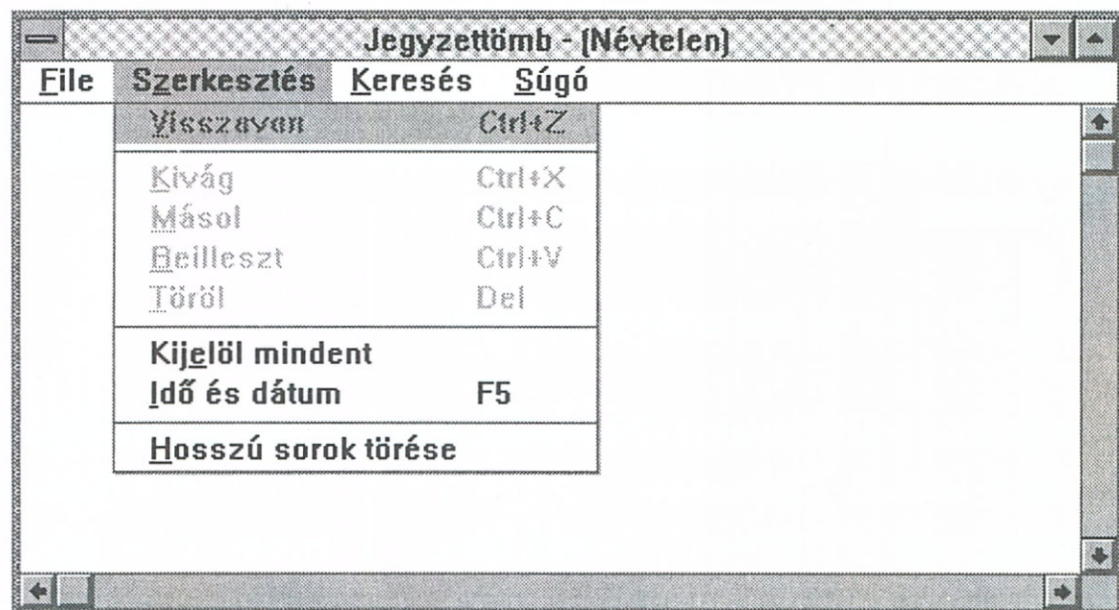 Jegyzettömb - (Névtelen)
File Szerkesztés Keresés Súgó
Visszavan Ctrl+Z
Kivág Ctrl+X
Másol Ctrl+C
Beilleszt Ctrl+V
Töröl Del
Kijelöl mindent
Idő és dátum F5
Hosszú sorok törése